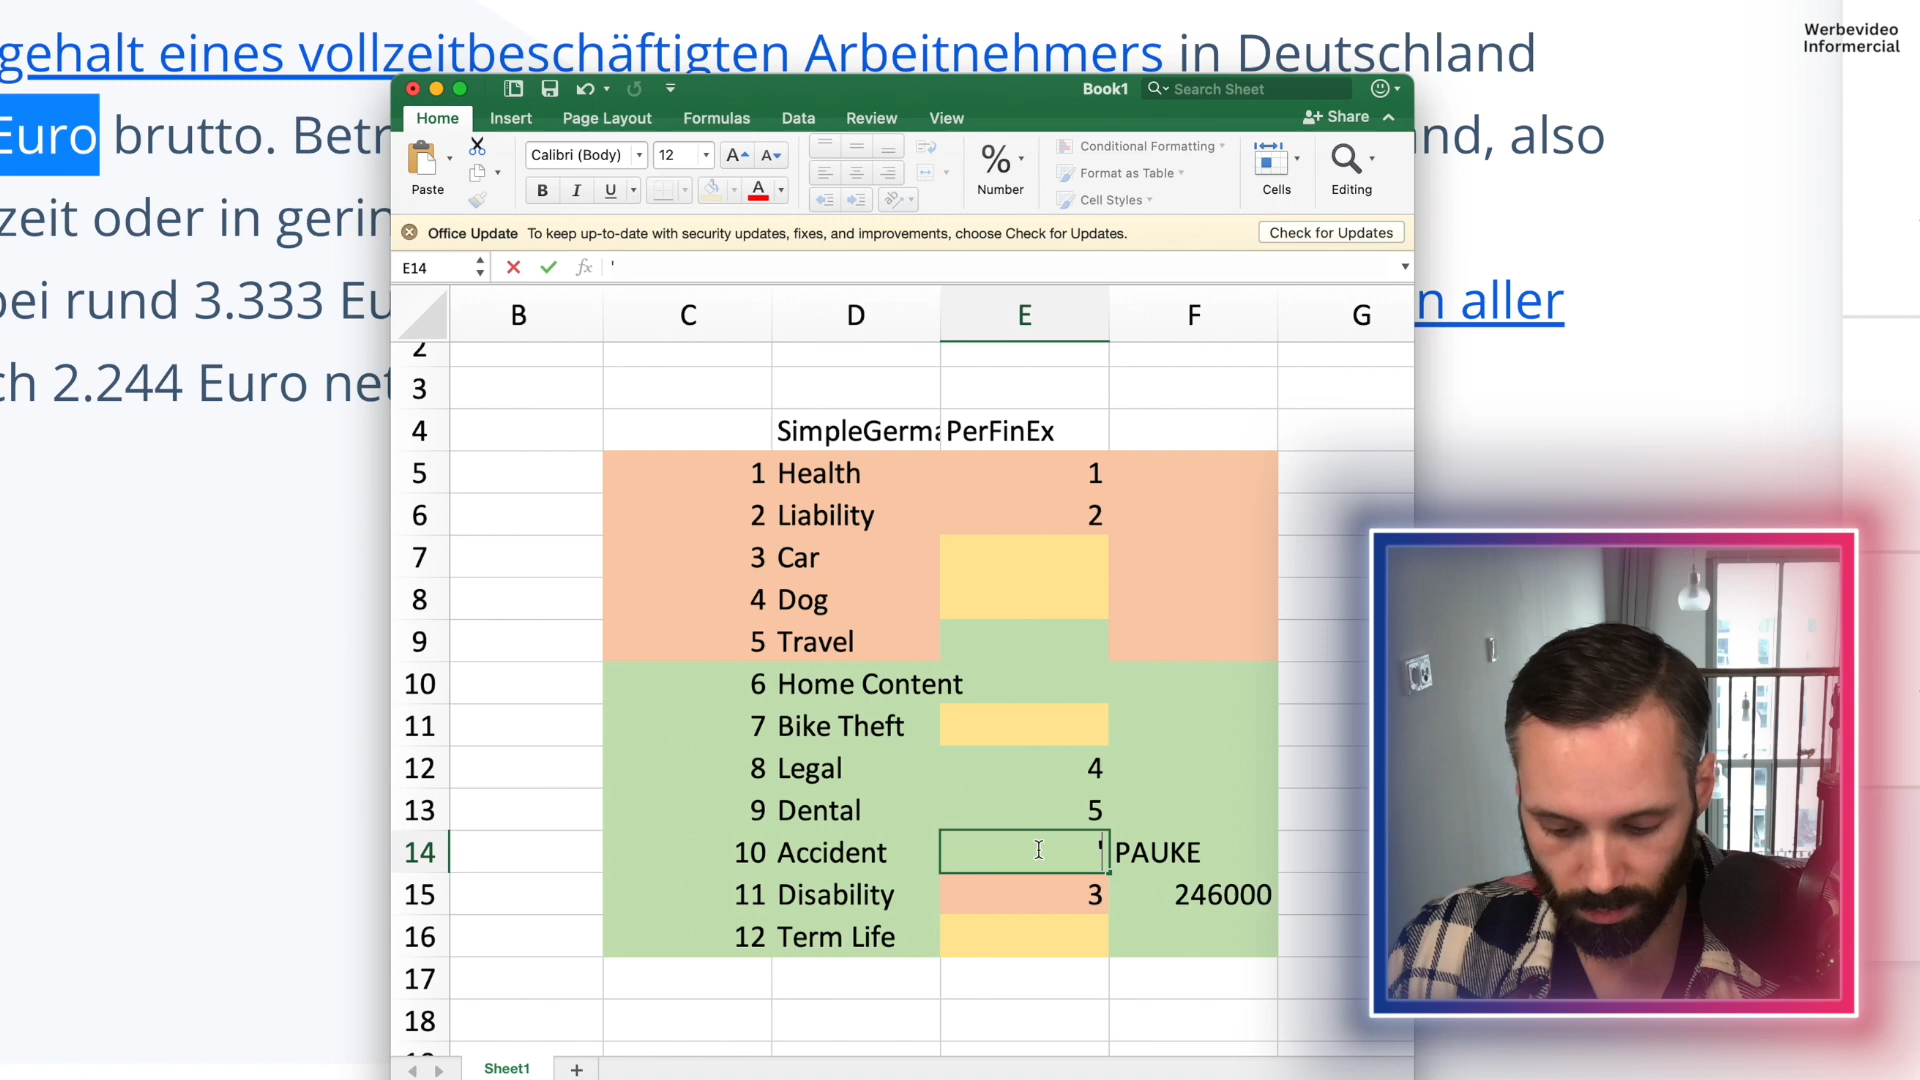 gehalt eines vollzeitbeschäftigten Arbeitnehmers in Deutschland
Werbevideo
Informercial
Euro brutto. Betr
nd, also
zeit oder in gerin
bei rund 3.333 Eu
n aller
ch 2.244 Euro net
Book1
Search Sheet
Home Insert Page Layout Formulas Data Review View
Share
Paste
Calibri (Body) 12
A A
B I U A
%
Number
Conditional Formatting
Format as Table
Cell Styles
Cells
Editing
Office Update To keep up-to-date with security updates, fixes, and improvements, choose Check for Updates. Check for Updates
E14 fx '
B C D E F G
2
3
4 SimpleGerma PerFinEx
5 1 Health 1
6 2 Liability 2
7 3 Car
8 4 Dog
9 5 Travel
10 6 Home Content
11 7 Bike Theft
12 8 Legal 4
13 9 Dental 5
14 10 Accident ' PAUKE
15 11 Disability 3 246000
16 12 Term Life
17
18
Sheet1 +